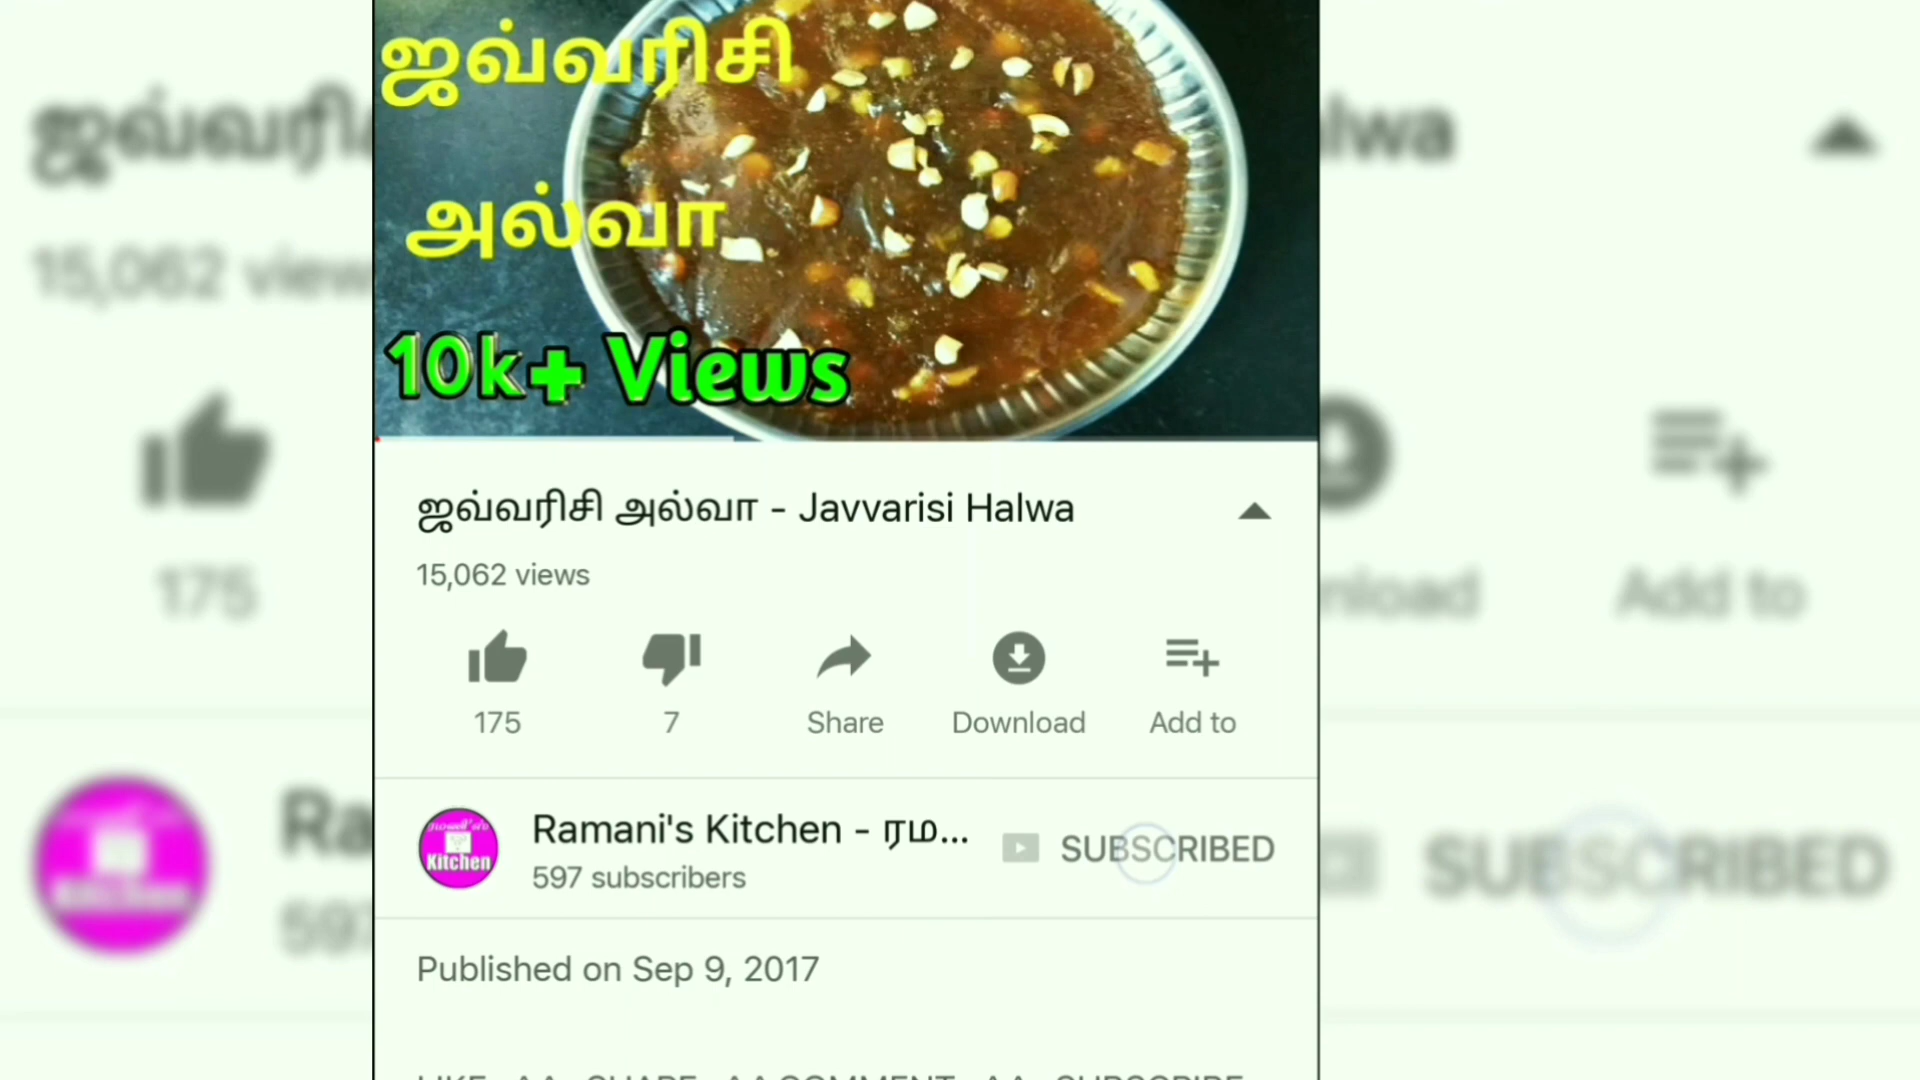 ஜவ்வரிசி
அல்வா
10k+ Views
ஜவ்வரிசி அல்வா - Javvarisi Halwa
15,062 views
175
7
Share
Download
Add to
Kitchen
Ramani's Kitchen - ரம...
597 subscribers
SUBSCRIBED
Published on Sep 9, 2017